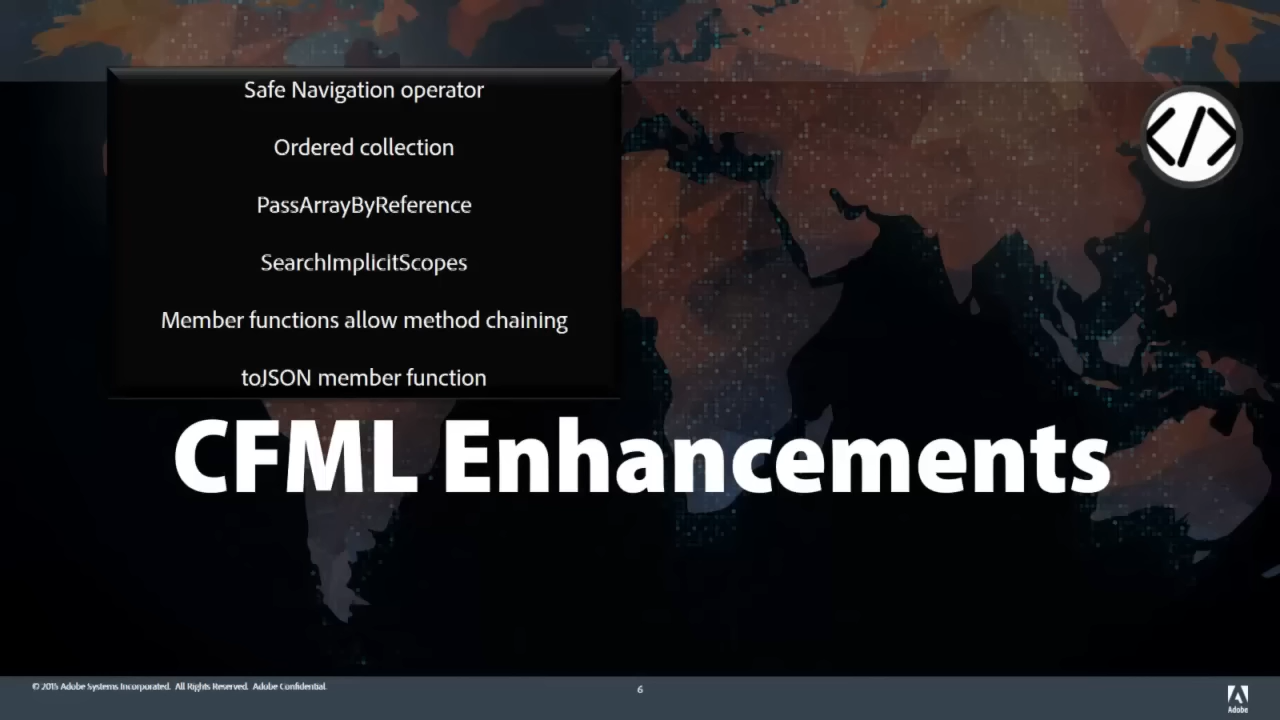 Safe Navigation operator
Ordered collection
PassArrayByReference
SearchImplicitScopes
Member functions allow method chaining
toJSON member function
CFML Enhancements
© 2015 Adobe Systems Incorporated. All Rights Reserved. Adobe Confidential.
6
Adobe